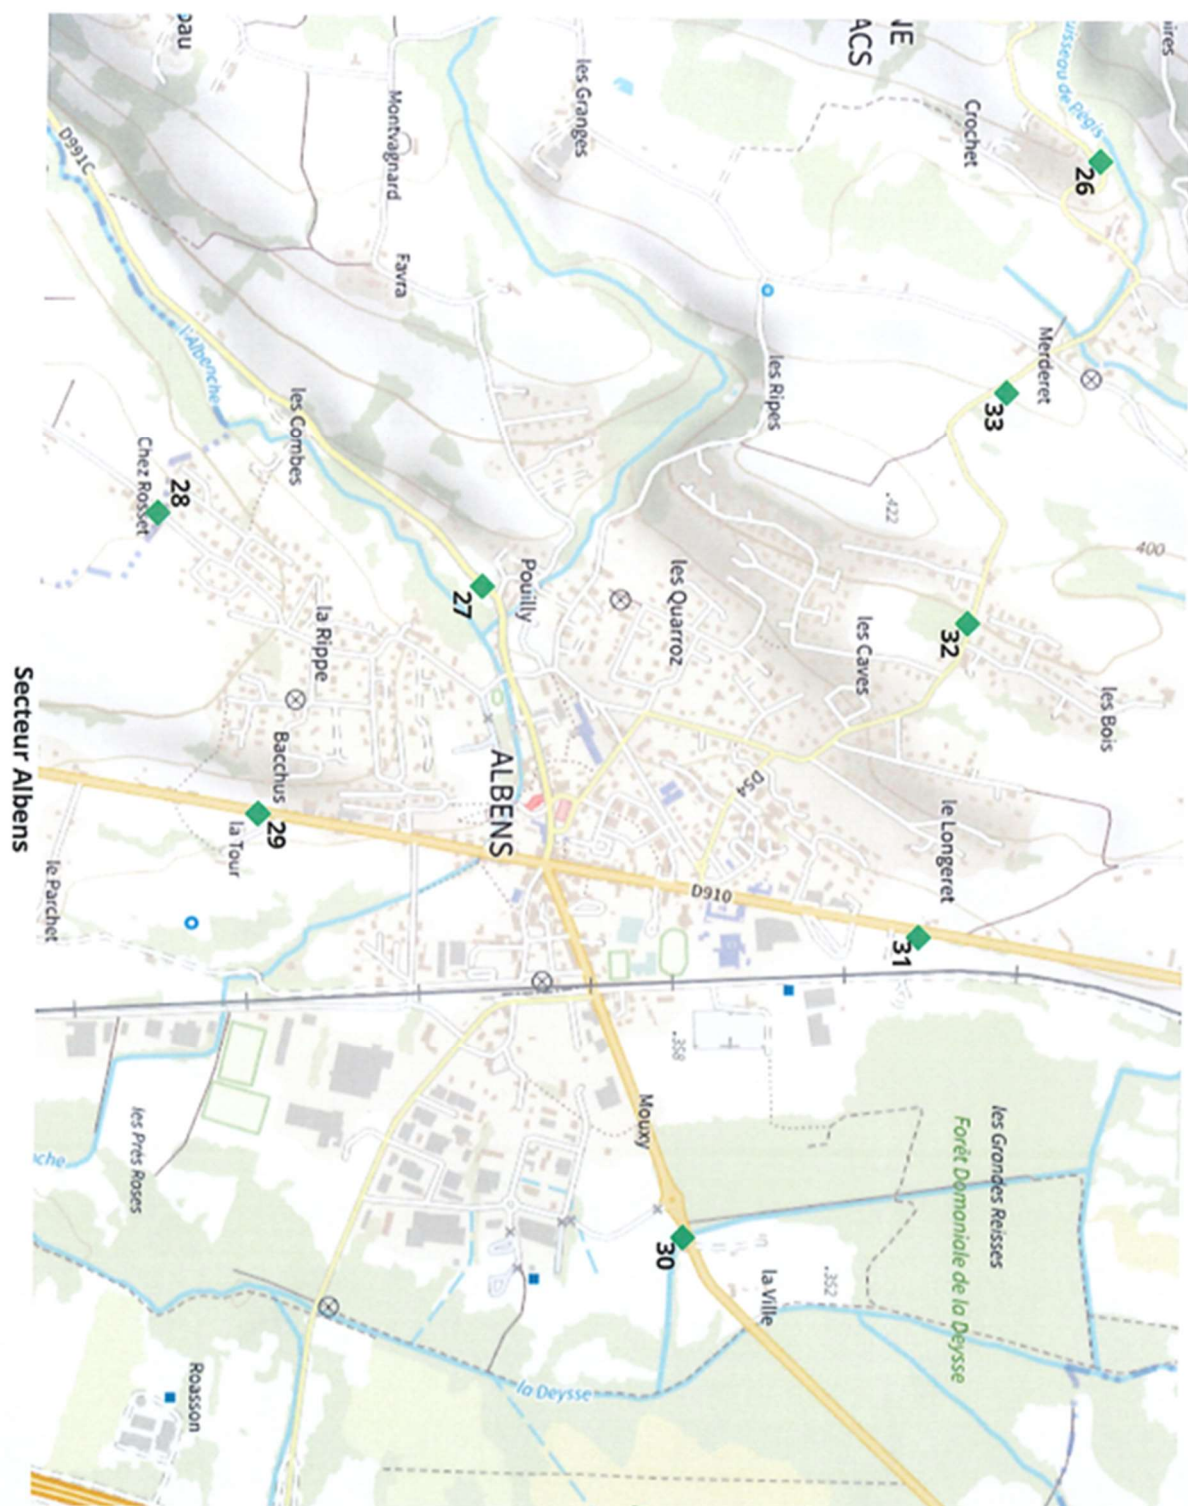 ACS
Crochet
uisseau de Pégis
26
les Granges
Montvagnard
D991C
Favra
l'Albenche
les Combes
Chez Rosset
28
les Ripes
Merderet
33
.422
400
Pouilly
27
les Quarroz
les Caves
32
les Bois
la Rippe
Bacchus
29
la Tour
le Parchet
ALBENS
D54
D910
le Longeret
31
.358
Mouxy
les Prés Roses
che
les Grandes Reisses
Forêt Domaniale de la Deysse
30
la Ville
.352
la Deysse
Roasson
Secteur Albens